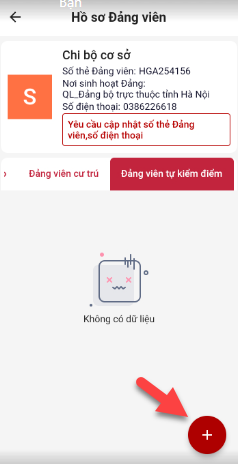 Bạn
Hồ sơ Đảng viên
S
Chi bộ cơ sở
Số thẻ Đảng viên: HGA254156
Nơi sinh hoạt Đảng:
QL_Đảng bộ trực thuộc tỉnh Hà Nội
Số điện thoại: 0386226618
Yêu cầu cập nhật số thẻ Đảng
viên,số điện thoại
Đảng viên cư trú
Đảng viên tự kiểm điểm
Không có dữ liệu